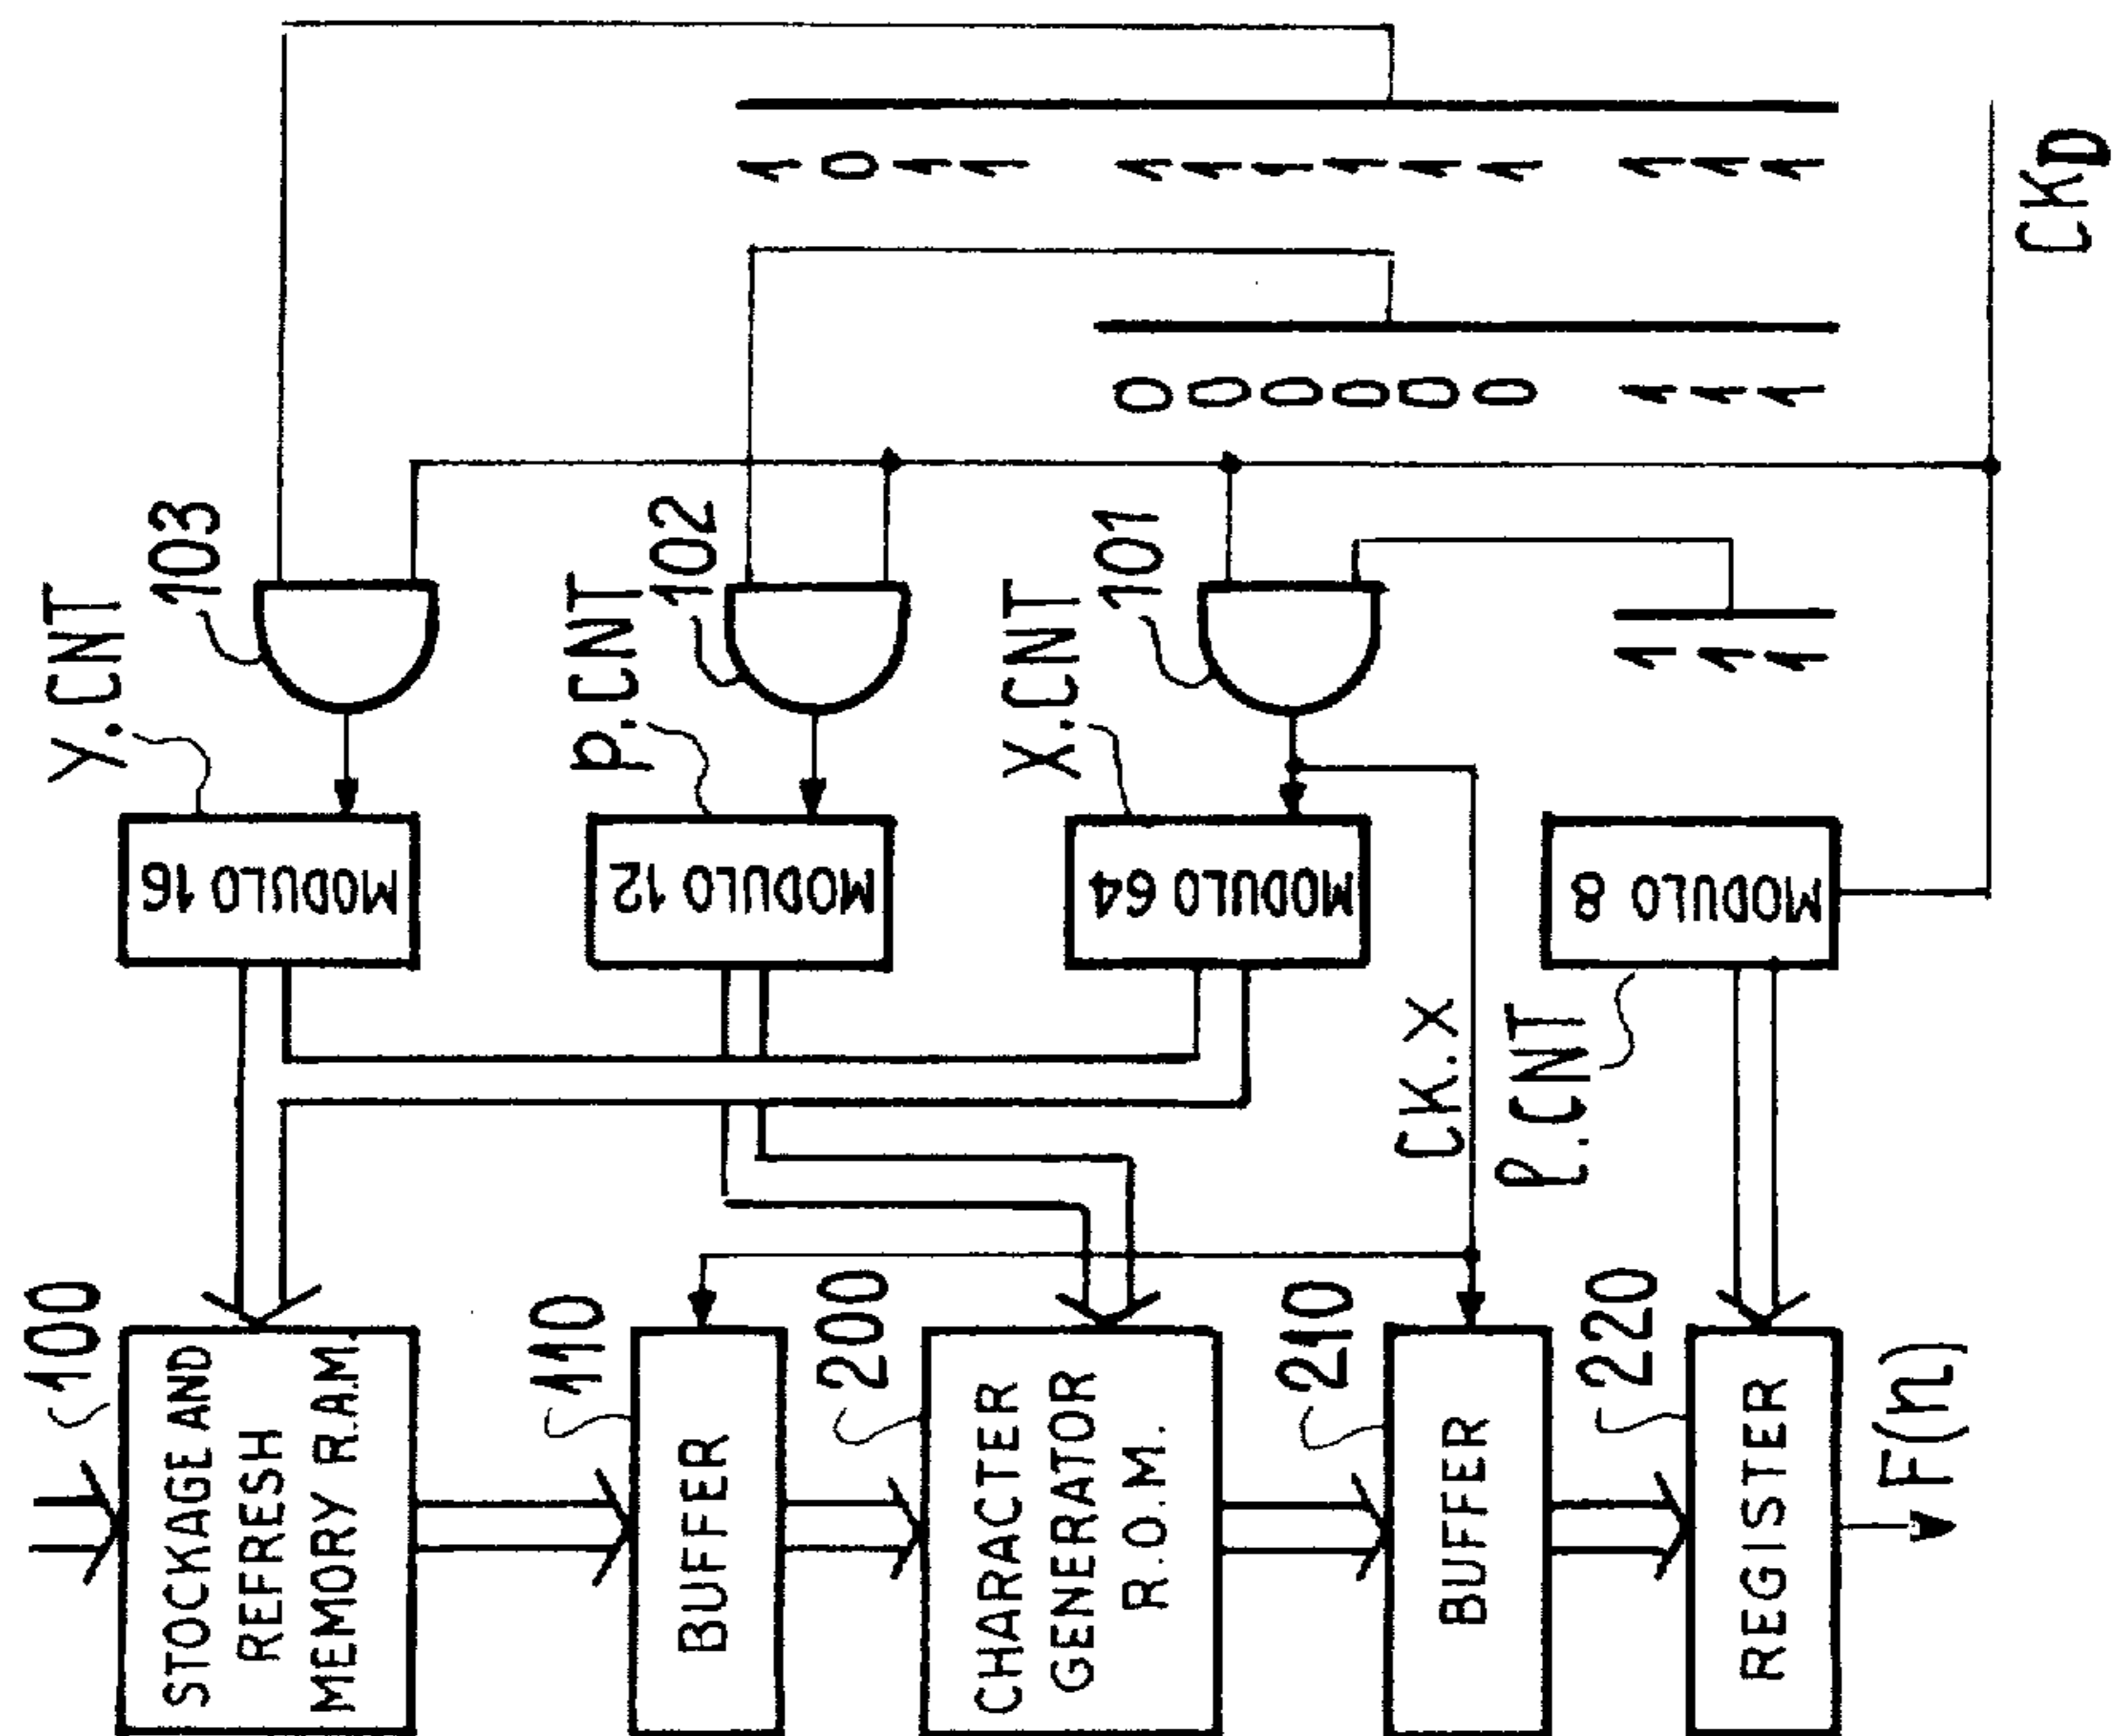 100
STOCKAGE AND
REFRESH
MEMORY R.A.M.
110
BUFFER
200
CHARACTER
GENERATOR
R.O.M.
210
BUFFER
220
REGISTER
F(n)
y.CNT
MODULO 16
103
p.CNT
MODULO 12
102
X.CNT
MODULO 64
101
CK.X
l.CNT
MODULO 8
1 1 1
1 1 1 0 0 0 0 0 0
1 1 1 1 1 1 1 1 1 1 1 0 1
CKD